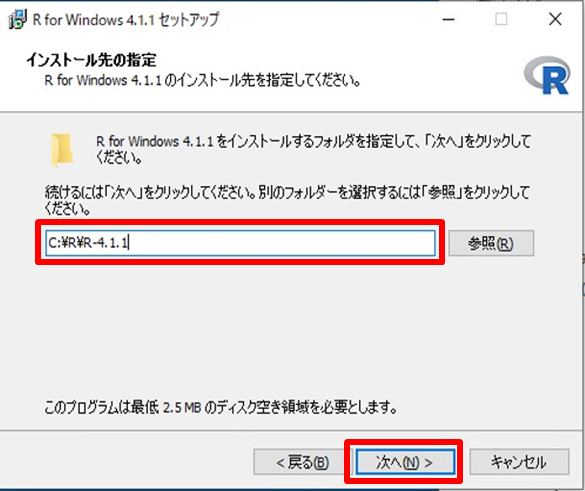 R for Windows 4.1.1 セットアップ
インストール先の指定
R for Windows 4.1.1 のインストール先を指定してください。
R
R for Windows 4.1.1 をインストールするフォルダを指定して、「次へ」をクリックして
ください。
続けるには「次へ」をクリックしてください。別のフォルダーを選択するには「参照」をクリックして
ください。
C:¥R¥R-4.1.1
参照(R)
このプログラムは最低 2.5 MB のディスク空き領域を必要とします。
< 戻る(B)
次へ(N) >
キャンセル